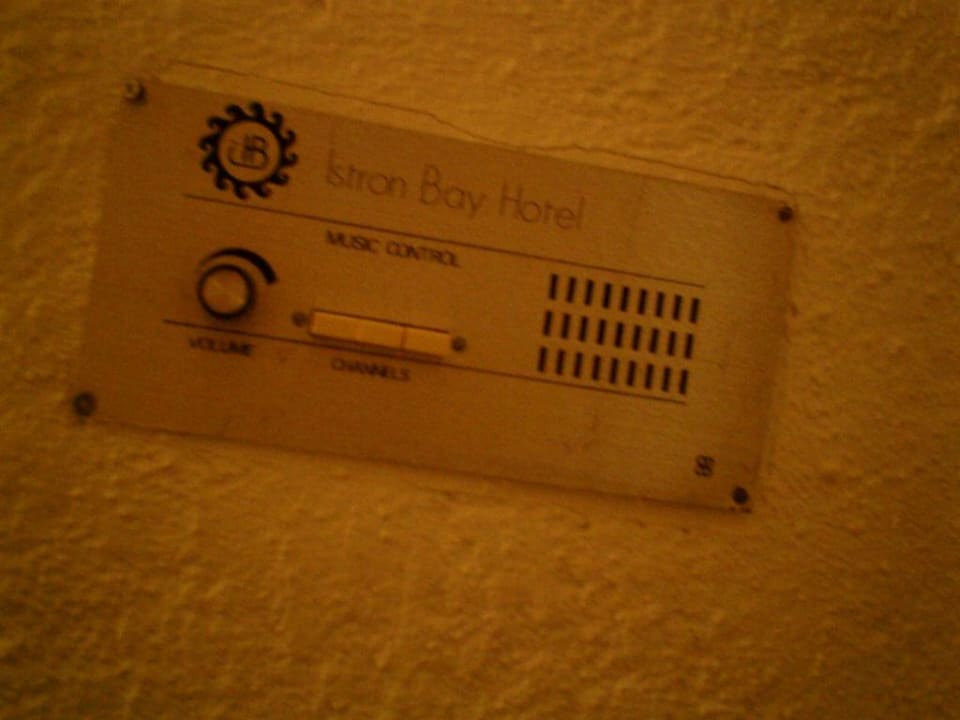 Istron Bay Hotel
MUSIC CONTROL
VOLUME
CHANNELS